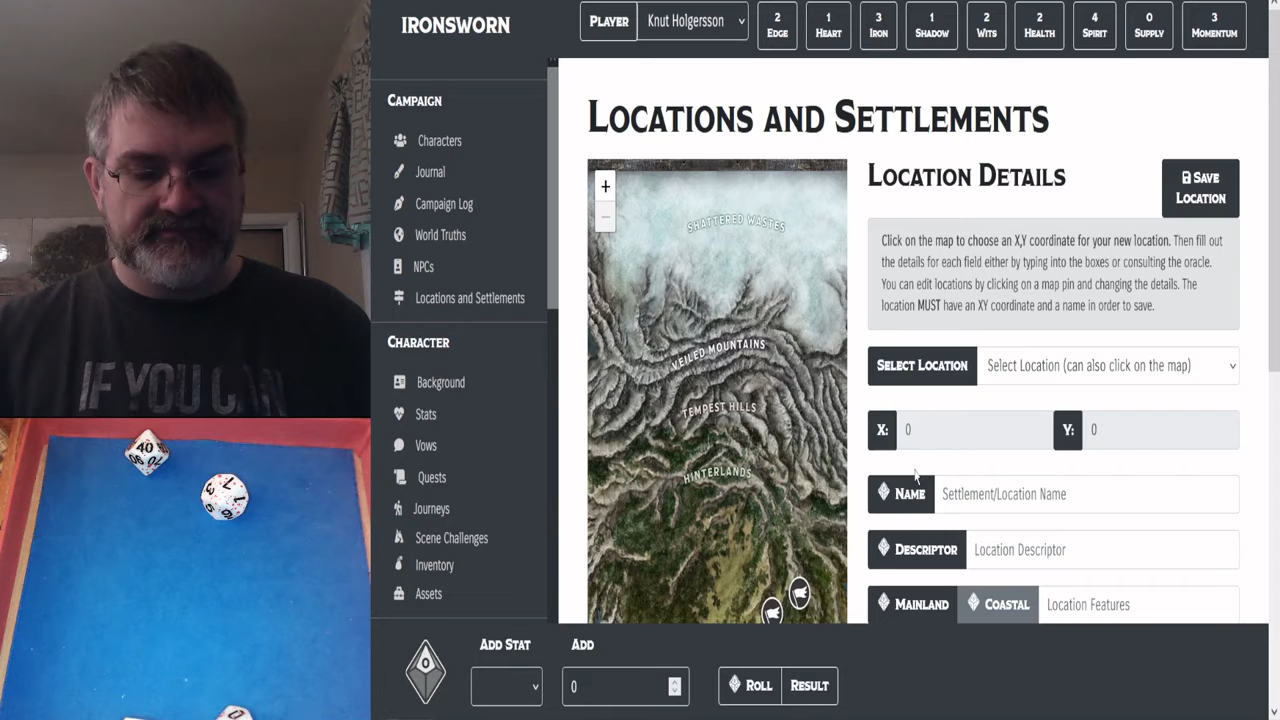 IRONSWORN
PLAYER
Knut Holgersson
2
EDGE
1
HEART
3
IRON
1
SHADOW
2
WITS
2
HEALTH
4
SPIRIT
0
SUPPLY
3
MOMENTUM
CAMPAIGN
Characters
Journal
Campaign Log
World Truths
NPCs
Locations and Settlements
CHARACTER
Background
Stats
Vows
Quests
Journeys
Scene Challenges
Inventory
Assets
LOCATIONS AND SETTLEMENTS
+
−
SHATTERED WASTES
VEILED MOUNTAINS
TEMPEST HILLS
HINTERLANDS
LOCATION DETAILS
SAVE
LOCATION
Click on the map to choose an X,Y coordinate for your new location. Then fill out
the details for each field either by typing into the boxes or consulting the oracle.
You can edit locations by clicking on a map pin and changing the details. The
location MUST have an XY coordinate and a name in order to save.
SELECT LOCATION
Select Location (can also click on the map)
X:
0
Y:
0
NAME
Settlement/Location Name
DESCRIPTOR
Location Descriptor
MAINLAND
COASTAL
Location Features
0
ADD STAT
ADD
0
ROLL
RESULT
IF YOU CAN
40